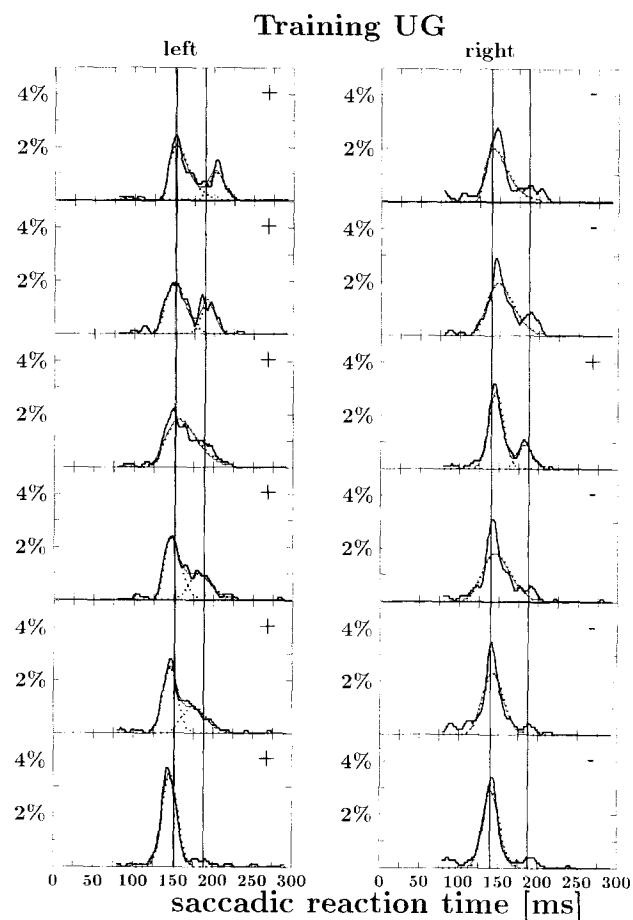 Training UG
left right
4% + 4% -
2% 2%
4% + 4% -
2% 2%
4% + 4% +
2% 2%
4% + 4% -
2% 2%
4% + 4% -
2% 2%
4% + 4% -
2% 2%
0 50 100 150 200 250 300 0 50 100 150 200 250 300
saccadic reaction time [ms]